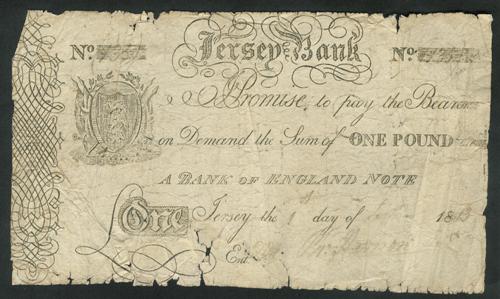 Jersey Bank
No. No.
I Promise to pay the Bearer
on Demand the Sum of ONE POUND
A BANK OF ENGLAND NOTE
One Jersey the 1 day of 18
Ent.